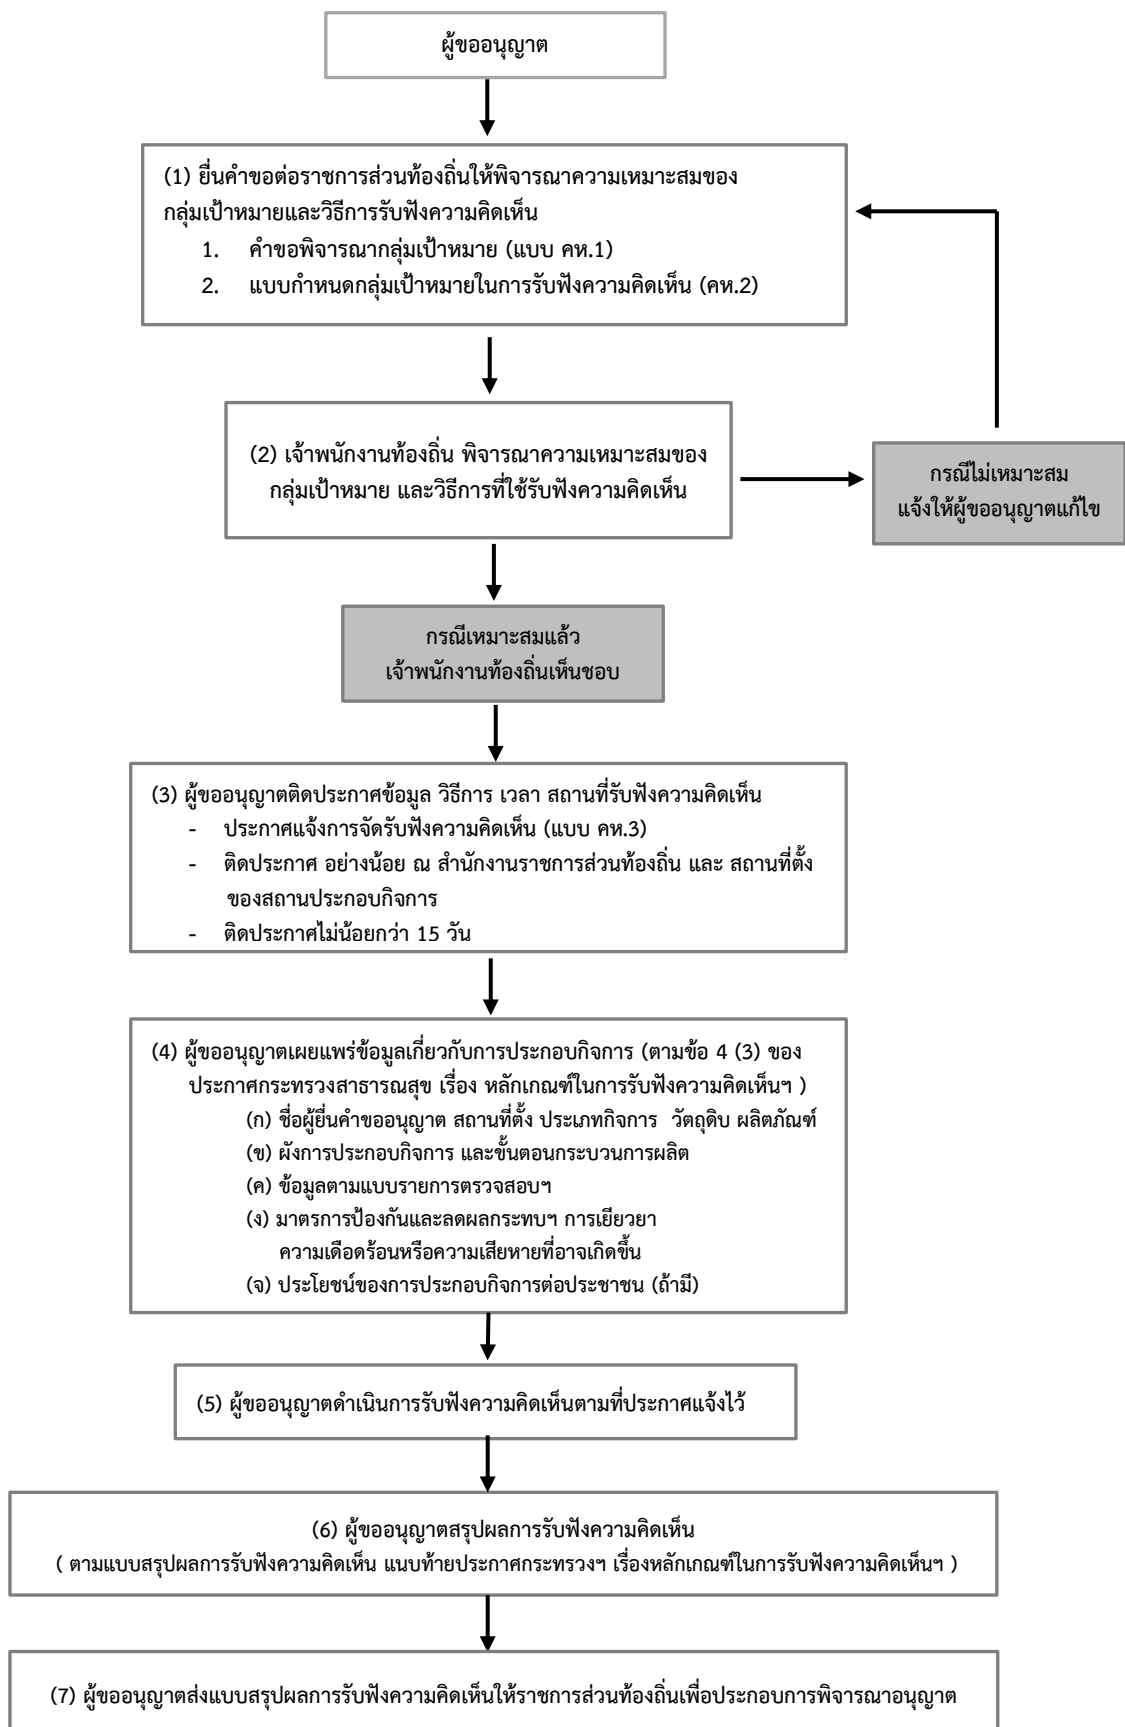 ผู้ขออนุญาต
(1) ยื่นคำขอต่อราชการส่วนท้องถิ่นให้พิจารณาความเหมาะสมของ
กลุ่มเป้าหมายและวิธีการรับฟังความคิดเห็น
1. คำขอพิจารณากลุ่มเป้าหมาย (แบบ คห.1)
2. แบบกำหนดกลุ่มเป้าหมายในการรับฟังความคิดเห็น (คห.2)
(2) เจ้าพนักงานท้องถิ่น พิจารณาความเหมาะสมของ
กลุ่มเป้าหมาย และวิธีการที่ใช้รับฟังความคิดเห็น
กรณีไม่เหมาะสม
แจ้งให้ผู้ขออนุญาตแก้ไข
กรณีเหมาะสมแล้ว
เจ้าพนักงานท้องถิ่นเห็นชอบ
(3) ผู้ขออนุญาตติดประกาศข้อมูล วิธีการ เวลา สถานที่รับฟังความคิดเห็น
- ประกาศแจ้งการจัดรับฟังความคิดเห็น (แบบ คห.3)
- ติดประกาศ อย่างน้อย ณ สำนักงานราชการส่วนท้องถิ่น และ สถานที่ตั้ง
ของสถานประกอบกิจการ
- ติดประกาศไม่น้อยกว่า 15 วัน
(4) ผู้ขออนุญาตเผยแพร่ข้อมูลเกี่ยวกับการประกอบกิจการ (ตามข้อ 4 (3) ของ
ประกาศกระทรวงสาธารณสุข เรื่อง หลักเกณฑ์ในการรับฟังความคิดเห็นฯ )
(ก) ชื่อผู้ยื่นคำขออนุญาต สถานที่ตั้ง ประเภทกิจการ วัตถุดิบ ผลิตภัณฑ์
(ข) ผังการประกอบกิจการ และขั้นตอนกระบวนการผลิต
(ค) ข้อมูลตามแบบรายการตรวจสอบฯ
(ง) มาตรการป้องกันและลดผลกระทบฯ การเยียวยา
ความเดือดร้อนหรือความเสียหายที่อาจเกิดขึ้น
(จ) ประโยชน์ของการประกอบกิจการต่อประชาชน (ถ้ามี)
(5) ผู้ขออนุญาตดำเนินการรับฟังความคิดเห็นตามที่ประกาศแจ้งไว้
(6) ผู้ขออนุญาตสรุปผลการรับฟังความคิดเห็น
( ตามแบบสรุปผลการรับฟังความคิดเห็น แนบท้ายประกาศกระทรวงฯ เรื่องหลักเกณฑ์ในการรับฟังความคิดเห็นฯ )
(7) ผู้ขออนุญาตส่งแบบสรุปผลการรับฟังความคิดเห็นให้ราชการส่วนท้องถิ่นเพื่อประกอบการพิจารณาอนุญาต